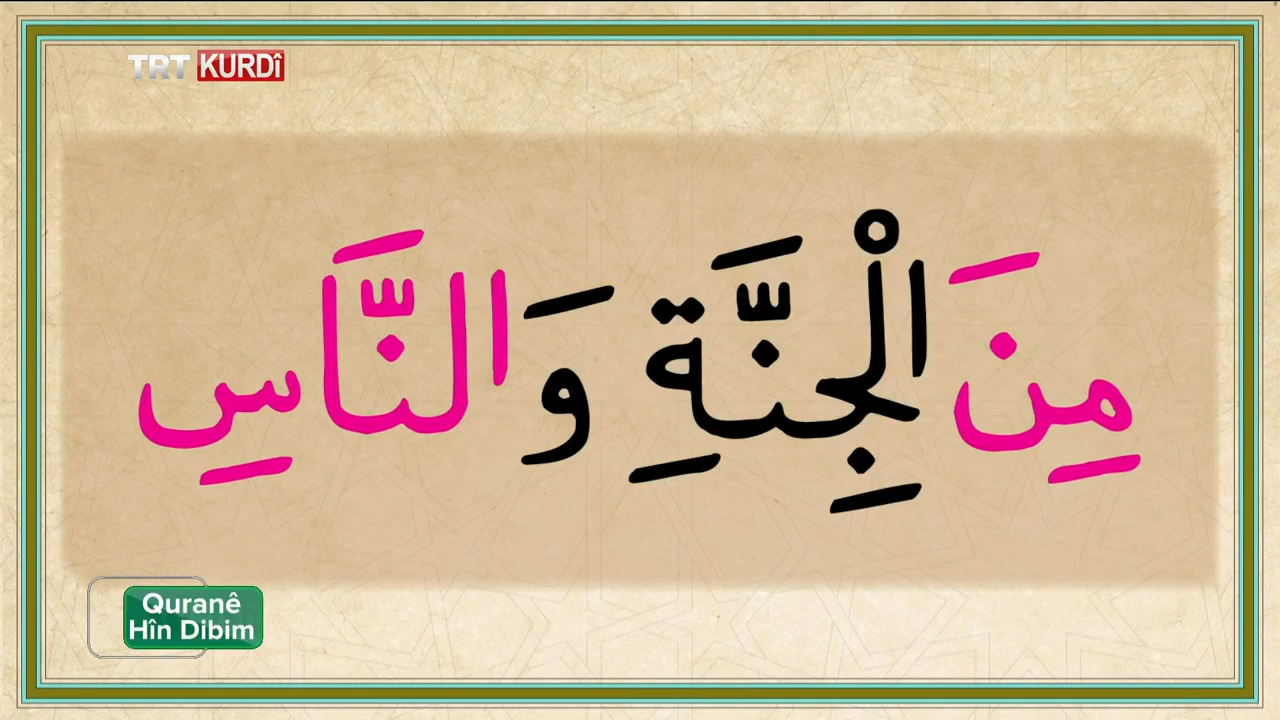 TRT KURDÎ
مِنَ الْجِنَّةِ وَالنَّاسِ
Quranê
Hîn Dibim